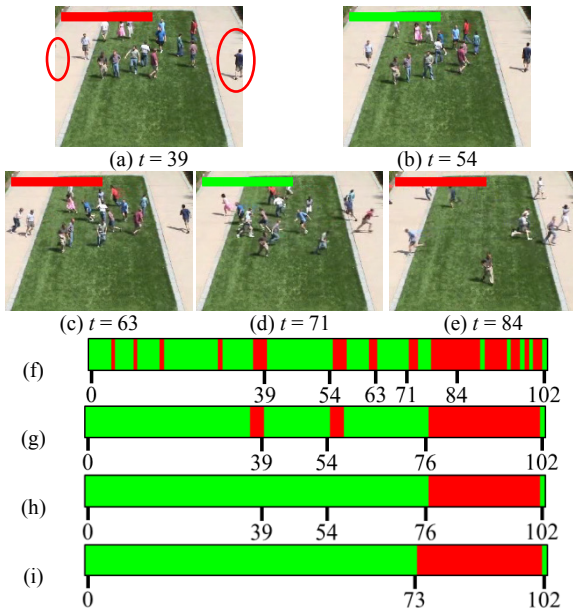 (a) t = 39
(b) t = 54
(c) t = 63
(d) t = 71
(e) t = 84
(f)
0 39 54 63 71 84 102
(g)
0 39 54 76 102
(h)
0 39 54 76 102
(i)
0 73 102